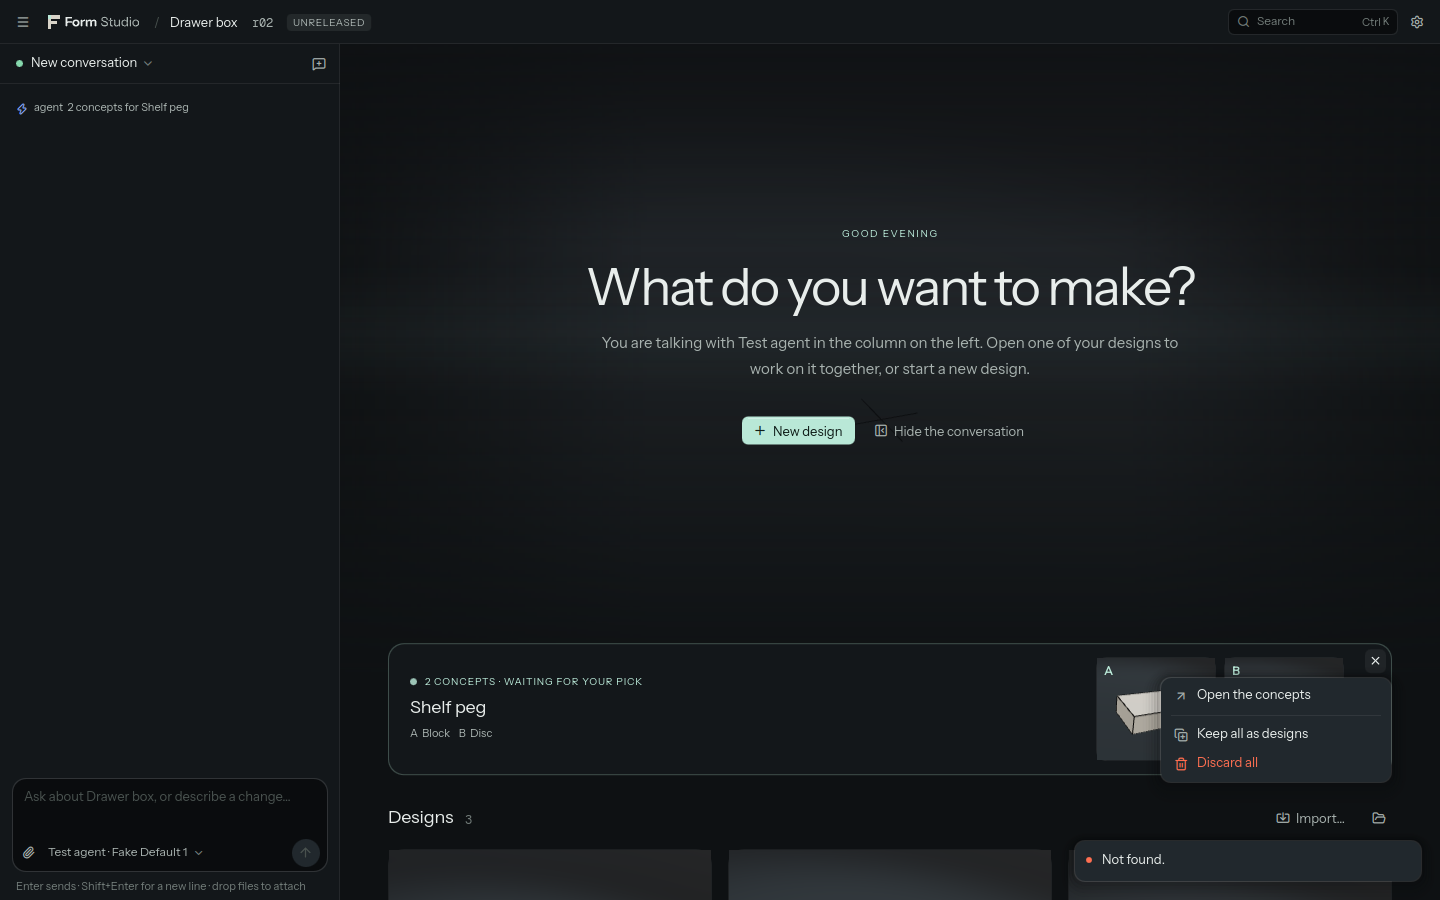 Form Studio / Drawer box r02 UNRELEASED
Search Ctrl K
New conversation
agent 2 concepts for Shelf peg
GOOD EVENING
What do you want to make?
You are talking with Test agent in the column on the left. Open one of your designs to
work on it together, or start a new design.
New design
Hide the conversation
2 CONCEPTS · WAITING FOR YOUR PICK
Shelf peg
A Block B Disc
A
B
Open the concepts
Keep all as designs
Discard all
Designs 3
Import...
Not found.
Ask about Drawer box, or describe a change...
Test agent · Fake Default 1
Enter sends · Shift+Enter for a new line · drop files to attach